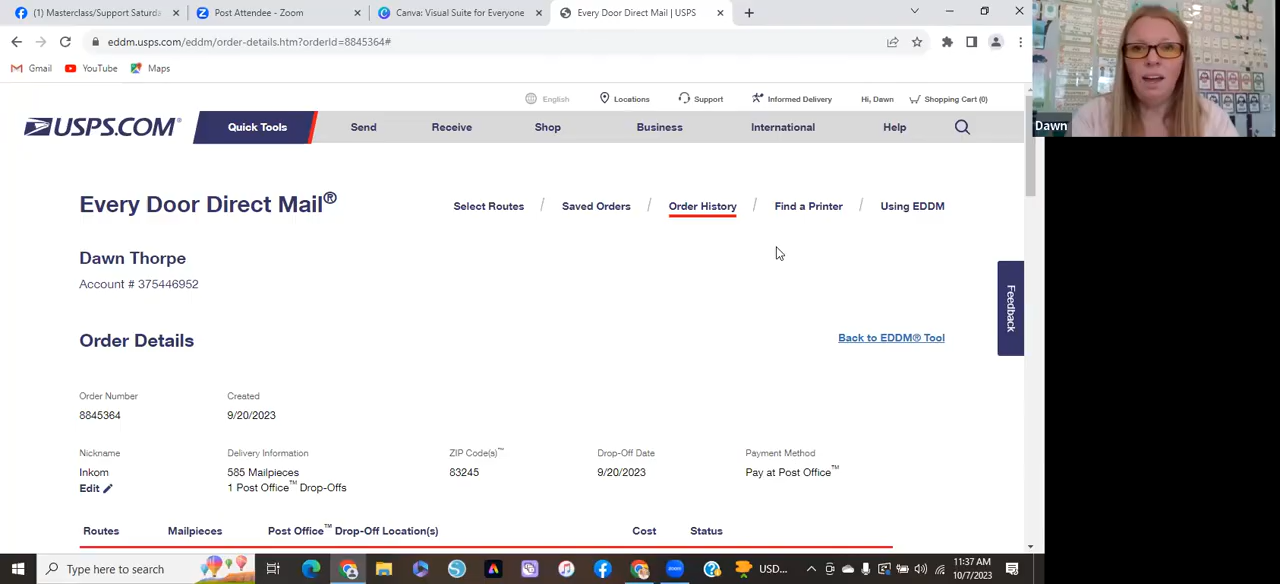 (1) Masterclass/Support Saturda
Post Attendee - Zoom
Canva: Visual Suite for Everyone
Every Door Direct Mail | USPS
eddm.usps.com/eddm/order-details.htm?orderId=8845364#
Gmail
YouTube
Maps
English
Locations
Support
Informed Delivery
Hi, Dawn
Shopping Cart (0)
USPS.COM®
Quick Tools
Send
Receive
Shop
Business
International
Help
Dawn
Every Door Direct Mail®
Select Routes / Saved Orders / Order History / Find a Printer / Using EDDM
Dawn Thorpe
Account # 375446952
Feedback
Order Details
Back to EDDM® Tool
Order Number
Created
8845364
9/20/2023
Nickname
Delivery Information
ZIP Code(s)™
Drop-Off Date
Payment Method
Inkom
585 Mailpieces
83245
9/20/2023
Pay at Post Office™
Edit
1 Post Office™ Drop-Offs
Routes
Mailpieces
Post Office™ Drop-Off Location(s)
Cost
Status
Type here to search
USD...
11:37 AM
10/7/2023